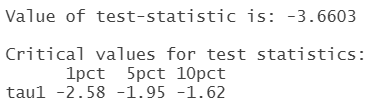 Value of test-statistic is: -3.6603
Critical values for test statistics:
1pct 5pct 10pct
tau1 -2.58 -1.95 -1.62